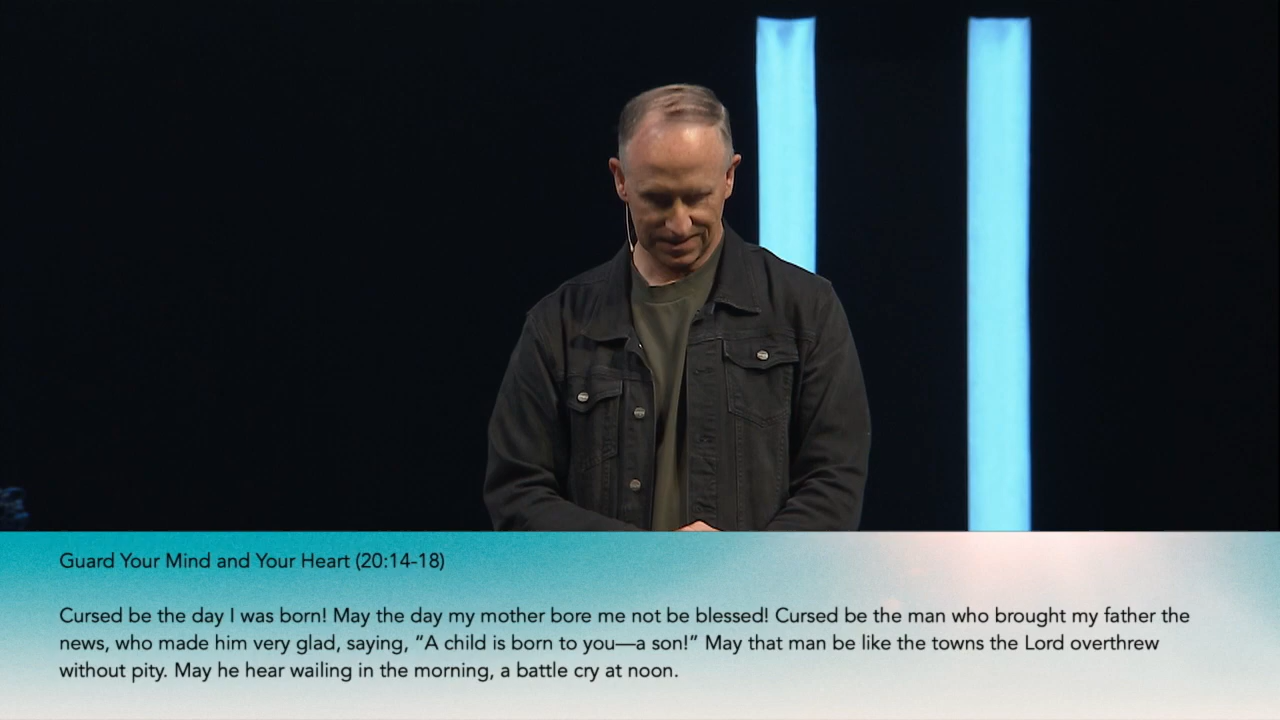 Guard Your Mind and Your Heart (20:14-18)
Cursed be the day I was born! May the day my mother bore me not be blessed! Cursed be the man who brought my father the
news, who made him very glad, saying, “A child is born to you—a son!” May that man be like the towns the Lord overthrew
without pity. May he hear wailing in the morning, a battle cry at noon.